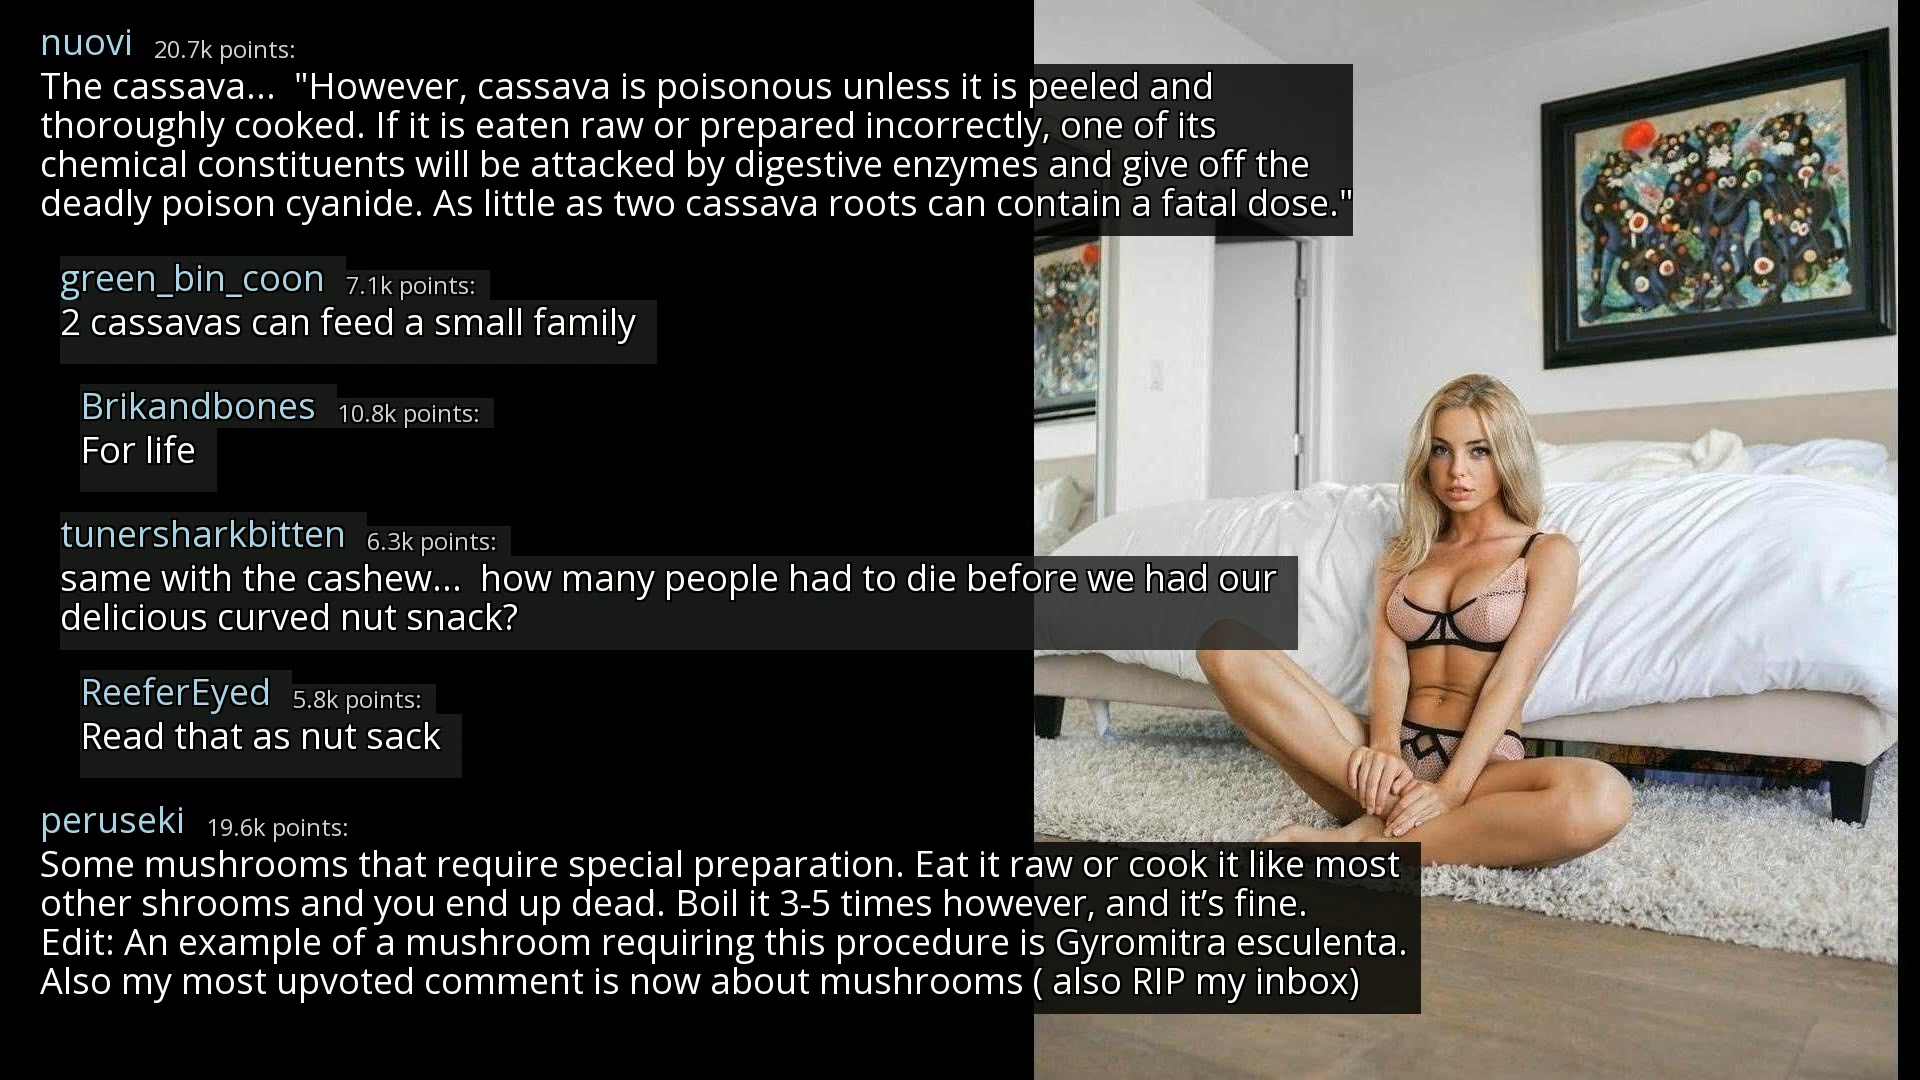 nuovi 20.7k points:
The cassava... "However, cassava is poisonous unless it is peeled and
thoroughly cooked. If it is eaten raw or prepared incorrectly, one of its
chemical constituents will be attacked by digestive enzymes and give off the
deadly poison cyanide. As little as two cassava roots can contain a fatal dose."
green_bin_coon 7.1k points:
2 cassavas can feed a small family
Brikandbones 10.8k points:
For life
tunersharkbitten 6.3k points:
same with the cashew... how many people had to die before we had our
delicious curved nut snack?
ReeferEyed 5.8k points:
Read that as nut sack
peruseki 19.6k points:
Some mushrooms that require special preparation. Eat it raw or cook it like most
other shrooms and you end up dead. Boil it 3-5 times however, and it’s fine.
Edit: An example of a mushroom requiring this procedure is Gyromitra esculenta.
Also my most upvoted comment is now about mushrooms ( also RIP my inbox)